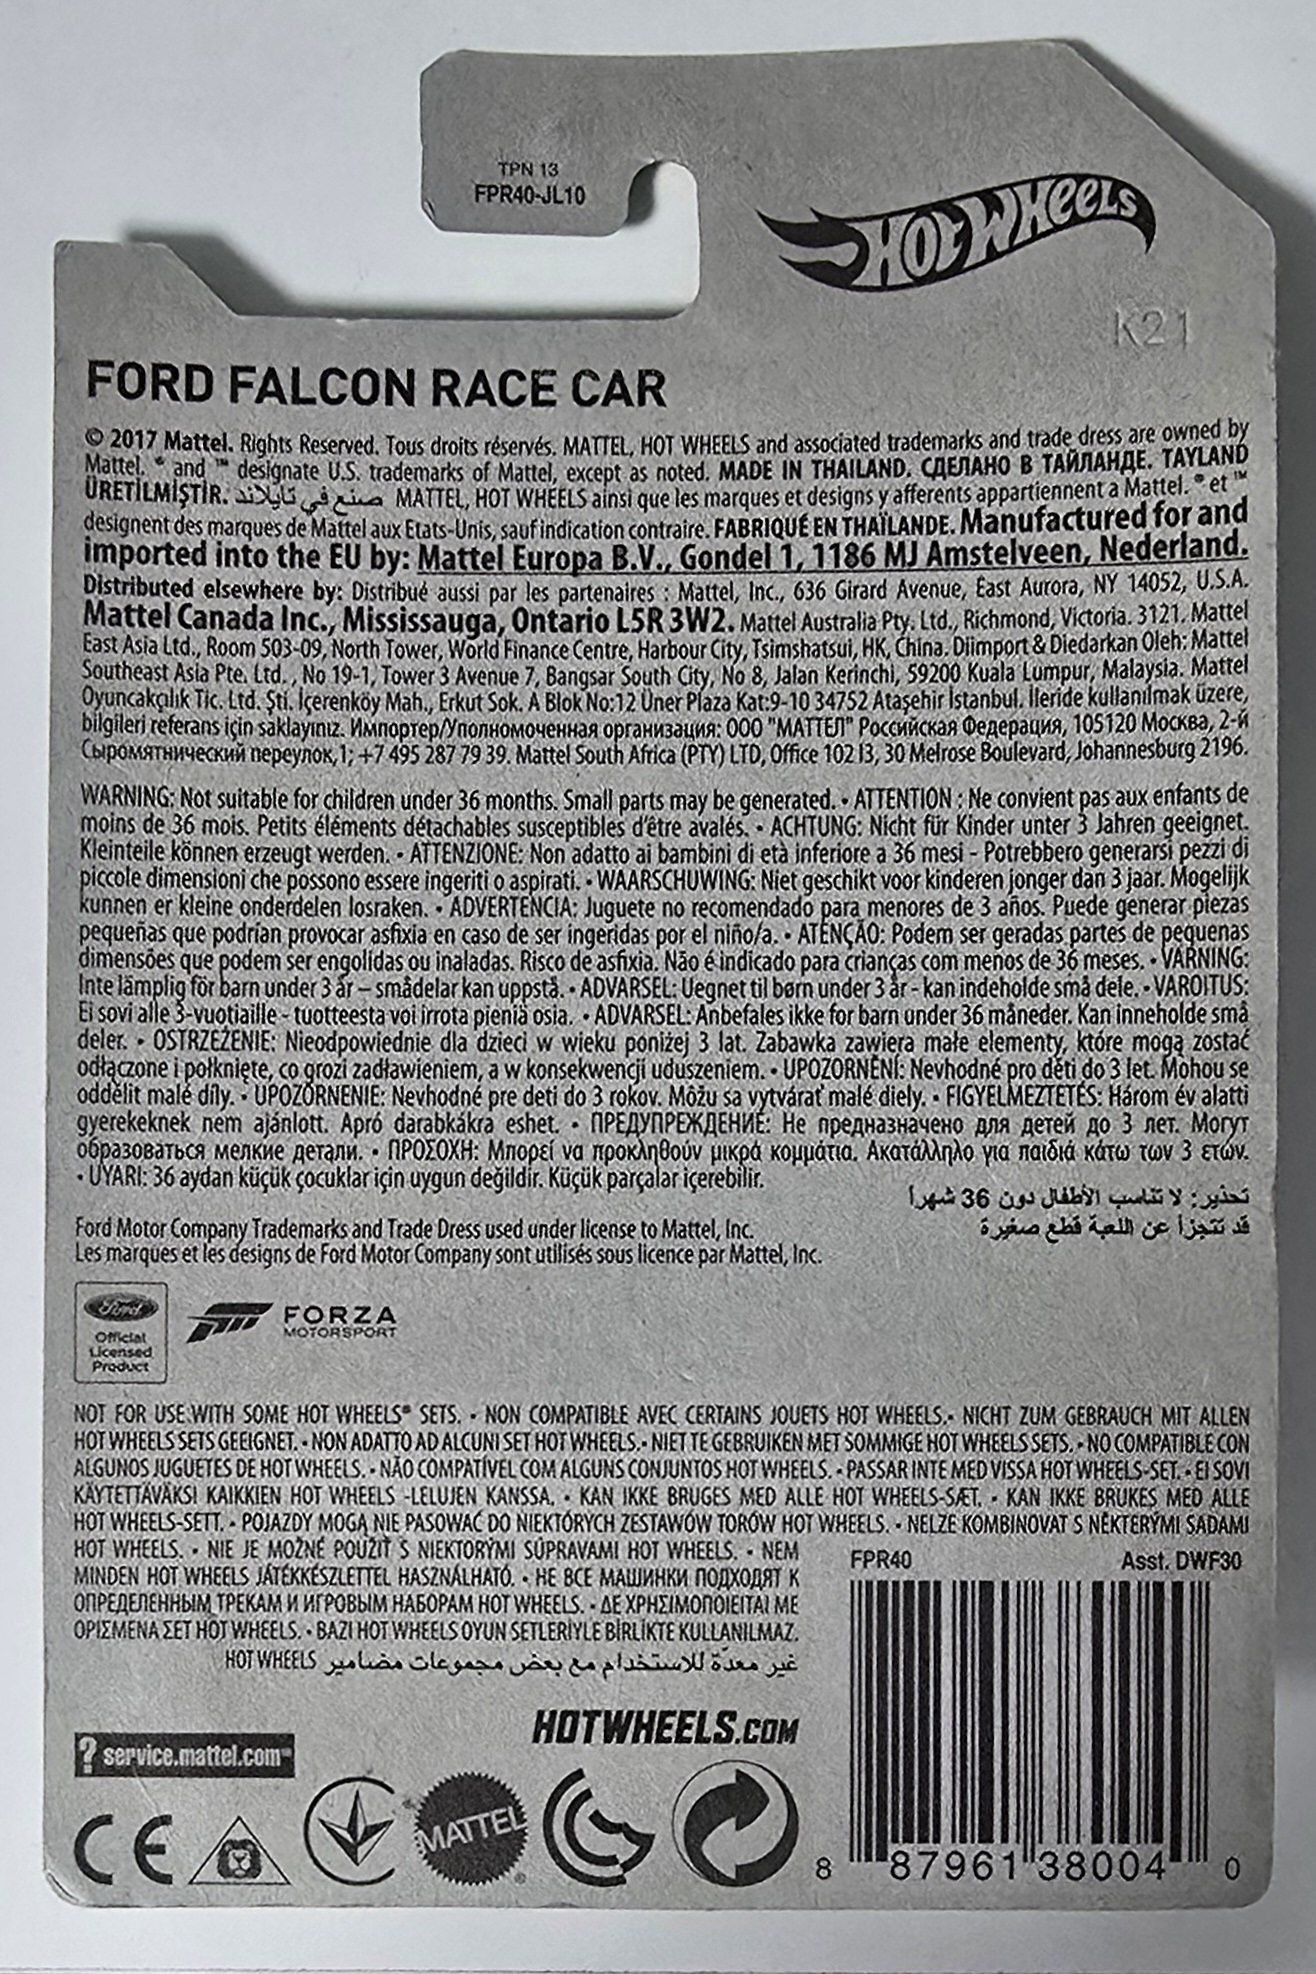 TPN 13
FPR40-JL10
HOT WHEELS
K21
FORD FALCON RACE CAR
© 2017 Mattel. Rights Reserved. Tous droits réservés. MATTEL, HOT WHEELS and associated trademarks and trade dress are owned by
Mattel. ® and ™ designate U.S. trademarks of Mattel, except as noted. MADE IN THAILAND. СДЕЛАНО В ТАЙЛАНДЕ. TAYLAND
ÜRETİLMİŞTİR. صنع في تايلاند MATTEL, HOT WHEELS ainsi que les marques et designs y afferents appartiennent a Mattel. ® et ™
designent des marques de Mattel aux Etats-Unis, sauf indication contraire. FABRIQUÉ EN THAÏLANDE. Manufactured for and
imported into the EU by: Mattel Europa B.V., Gondel 1, 1186 MJ Amstelveen, Nederland.
Distributed elsewhere by: Distribué aussi par les partenaires : Mattel, Inc., 636 Girard Avenue, East Aurora, NY 14052, U.S.A.
Mattel Canada Inc., Mississauga, Ontario L5R 3W2. Mattel Australia Pty. Ltd., Richmond, Victoria. 3121. Mattel
East Asia Ltd., Room 503-09, North Tower, World Finance Centre, Harbour City, Tsimshatsui, HK, China. Diimport & Diedarkan Oleh: Mattel
Southeast Asia Pte. Ltd. , No 19-1, Tower 3 Avenue 7, Bangsar South City, No 8, Jalan Kerinchi, 59200 Kuala Lumpur, Malaysia. Mattel
Oyuncakçılık Tic. Ltd. Şti. İçerenköy Mah., Erkut Sok. A Blok No:12 Üner Plaza Kat:9-10 34752 Ataşehir İstanbul. İleride kullanılmak üzere,
bilgileri referans için saklayınız. Импортер/Уполномоченная организация: ООО "МАТТЕЛ" Российская Федерация, 105120 Москва, 2-й
Сыромятнический переулок,1; +7 495 287 79 39. Mattel South Africa (PTY) LTD, Office 102 I3, 30 Melrose Boulevard, Johannesburg 2196.
WARNING: Not suitable for children under 36 months. Small parts may be generated. • ATTENTION : Ne convient pas aux enfants de
moins de 36 mois. Petits éléments détachables susceptibles d'être avalés. • ACHTUNG: Nicht für Kinder unter 3 Jahren geeignet.
Kleinteile können erzeugt werden. • ATTENZIONE: Non adatto ai bambini di età inferiore a 36 mesi - Potrebbero generarsi pezzi di
piccole dimensioni che possono essere ingeriti o aspirati. • WAARSCHUWING: Niet geschikt voor kinderen jonger dan 3 jaar. Mogelijk
kunnen er kleine onderdelen losraken. • ADVERTENCIA: Juguete no recomendado para menores de 3 años. Puede generar piezas
pequeñas que podrían provocar asfixia en caso de ser ingeridas por el niño/a. • ATENÇÃO: Podem ser geradas partes de pequenas
dimensões que podem ser engolidas ou inaladas. Risco de asfixia. Não é indicado para crianças com menos de 36 meses. • VARNING:
Inte lämplig för barn under 3 år – smådelar kan uppstå. • ADVARSEL: Uegnet til børn under 3 år - kan indeholde små dele. • VAROITUS:
Ei sovi alle 3-vuotiaille - tuotteesta voi irrota pieniä osia. • ADVARSEL: Anbefales ikke for barn under 36 måneder. Kan inneholde små
deler. • OSTRZEŻENIE: Nieodpowiednie dla dzieci w wieku poniżej 3 lat. Zabawka zawiera małe elementy, które mogą zostać
odłączone i połknięte, co grozi zadławieniem, a w konsekwencji uduszeniem. • UPOZORNĚNÍ: Nevhodné pro děti do 3 let. Mohou se
oddělit malé díly. • UPOZORNENIE: Nevhodné pre deti do 3 rokov. Môžu sa vytvárať malé diely. • FIGYELMEZTETÉS: Három év alatti
gyerekeknek nem ajánlott. Apró darabkákra eshet. • ПРЕДУПРЕЖДЕНИЕ: Не предназначено для детей до 3 лет. Могут
образоваться мелкие детали. • ΠΡΟΣΟΧΗ: Μπορεί να προκληθούν μικρά κομμάτια. Ακατάλληλο για παιδιά κάτω των 3 ετών.
• UYARI: 36 aydan küçük çocuklar için uygun değildir. Küçük parçalar içerebilir.
تحذير: لا تناسب الأطفال دون 36 شهراً
قد تتجزأ عن اللعبة قطع صغيرة
Ford Motor Company Trademarks and Trade Dress used under license to Mattel, Inc.
Les marques et les designs de Ford Motor Company sont utilisés sous licence par Mattel, Inc.
Ford
Official
Licensed
Product
FORZA
MOTORSPORT
NOT FOR USE WITH SOME HOT WHEELS® SETS. • NON COMPATIBLE AVEC CERTAINS JOUETS HOT WHEELS.• NICHT ZUM GEBRAUCH MIT ALLEN
HOT WHEELS SETS GEEIGNET. • NON ADATTO AD ALCUNI SET HOT WHEELS.• NIET TE GEBRUIKEN MET SOMMIGE HOT WHEELS SETS. • NO COMPATIBLE CON
ALGUNOS JUGUETES DE HOT WHEELS. • NÃO COMPATÍVEL COM ALGUNS CONJUNTOS HOT WHEELS. • PASSAR INTE MED VISSA HOT WHEELS-SET. • EI SOVI
KÄYTETTÄVÄKSI KAIKKIEN HOT WHEELS -LELUJEN KANSSA. • KAN IKKE BRUGES MED ALLE HOT WHEELS-SÆT. • KAN IKKE BRUKES MED ALLE
HOT WHEELS-SETT. • POJAZDY MOGĄ NIE PASOWAĆ DO NIEKTÓRYCH ZESTAWÓW TORÓW HOT WHEELS. • NELZE KOMBINOVAT S NĚKTERÝMI SADAMI
HOT WHEELS. • NIE JE MOŽNÉ POUŽIŤ S NIEKTORÝMI SÚPRAVAMI HOT WHEELS. • NEM
MINDEN HOT WHEELS JÁTÉKKÉSZLETTEL HASZNÁLHATÓ. • НЕ ВСЕ МАШИНКИ ПОДХОДЯТ К
ОПРЕДЕЛЕННЫМ ТРЕКАМ И ИГРОВЫМ НАБОРАМ HOT WHEELS. • ΔΕ ΧΡΗΣΙΜΟΠΟΙΕΙΤΑΙ ΜΕ
ΟΡΙΣΜΕΝΑ ΣΕΤ HOT WHEELS. • BAZI HOT WHEELS OYUN SETLERİYLE BİRLİKTE KULLANILMAZ.
غير معدّة للاستخدام مع بعض مجموعات مضامير HOT WHEELS
FPR40 Asst. DWF30
HOTWHEELS.COM
? service.mattel.com™
CE
MATTEL®
8 87961 38004 0